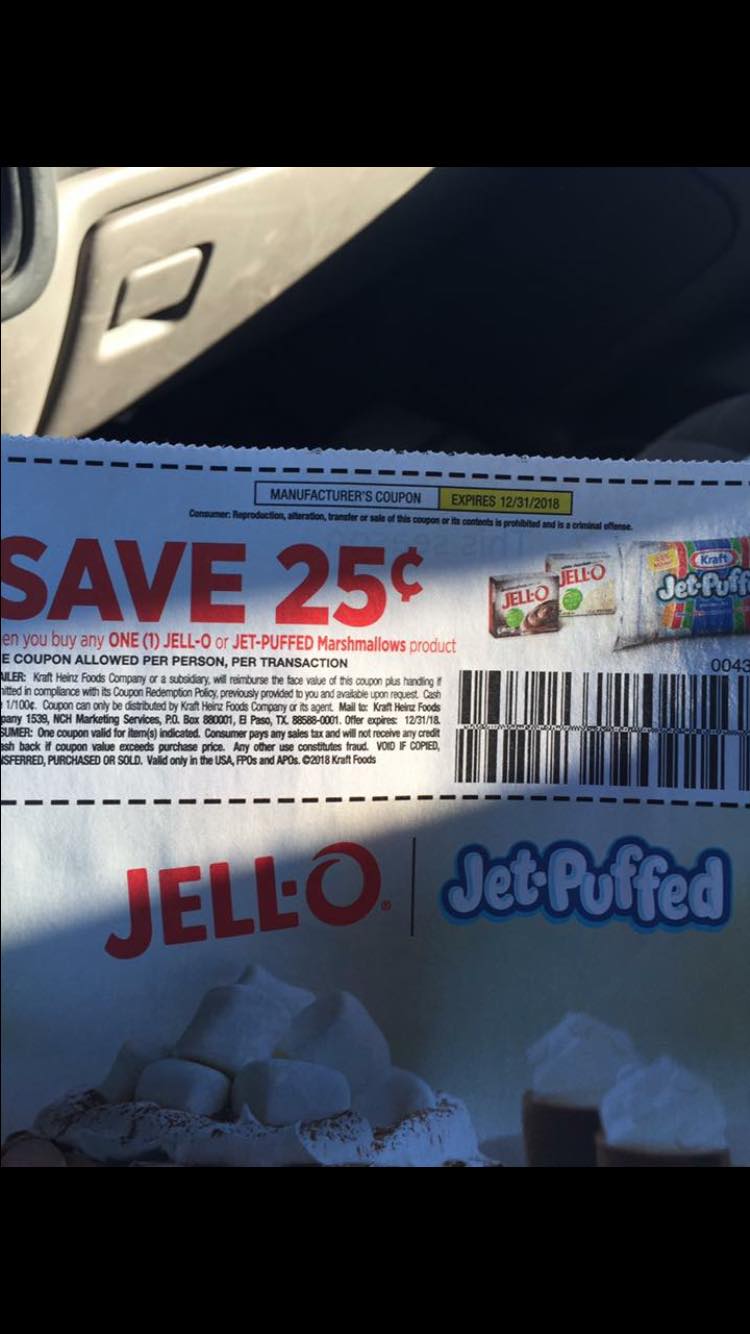 MANUFACTURER'S COUPON EXPIRES 12/31/2018
Consumer: Reproduction, alteration, transfer or sale of this coupon or its contents is prohibited and is a criminal offense.
SAVE 25¢
en you buy any ONE (1) JELL-O or JET-PUFFED Marshmallows product
E COUPON ALLOWED PER PERSON, PER TRANSACTION
AILER: Kraft Heinz Foods Company or a subsidiary, will reimburse the face value of this coupon plus handling if
nitted in compliance with its Coupon Redemption Policy, previously provided to you and available upon request. Cash
1/100¢. Coupon can only be distributed by Kraft Heinz Foods Company or its agent. Mail to: Kraft Heinz Foods
pany 1539, NCH Marketing Services, P.O. Box 880001, El Paso, TX. 88588-0001. Offer expires: 12/31/18.
SUMER: One coupon valid for item(s) indicated. Consumer pays any sales tax and will not receive any credit
ash back if coupon value exceeds purchase price. Any other use constitutes fraud. VOID IF COPIED,
NSFERRED, PURCHASED OR SOLD. Valid only in the USA, FPOs and APOs. ©2018 Kraft Foods
JELL-O
JELL-O
Kraft
Jet-Puff
0043
JELL-O®
Jet-Puffed